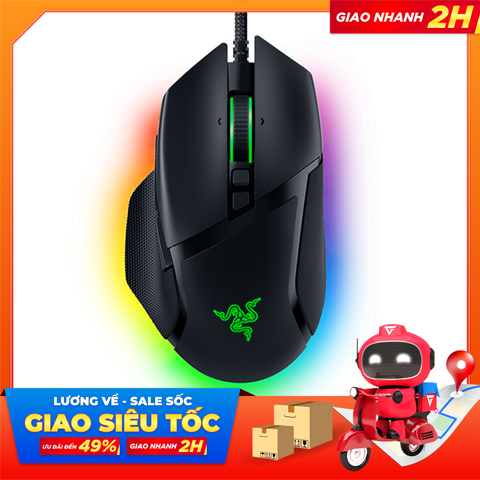 GIAO NHANH 2H
LƯƠNG VỀ - SALE SỐC
GIAO SIÊU TỐC
ƯU ĐÃI ĐẾN 49% GIAO NHANH 2H